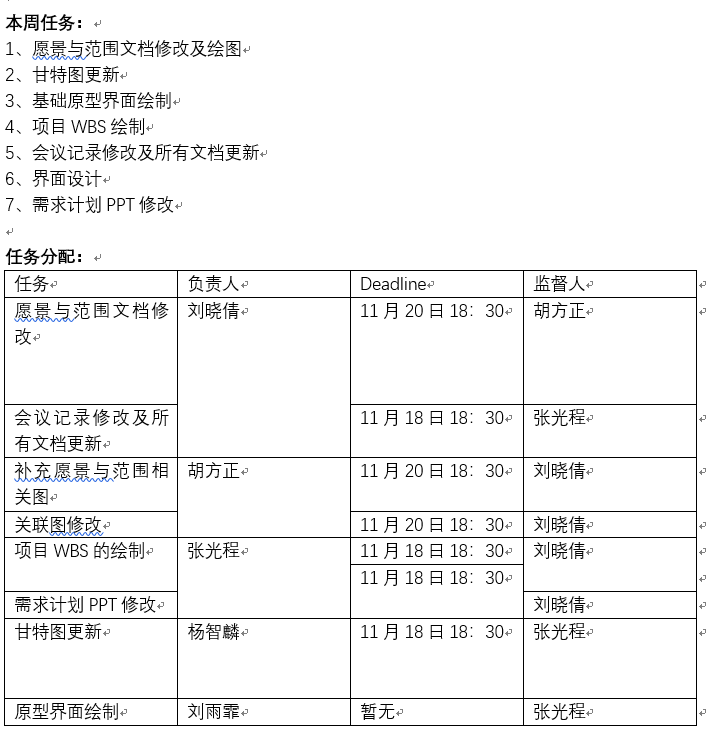 本周任务：
1、愿景与范围文档修改及绘图
2、甘特图更新
3、基础原型界面绘制
4、项目 WBS 绘制
5、会议记录修改及所有文档更新
6、界面设计
7、需求计划 PPT 修改
任务分配：
任务 负责人 Deadline 监督人
愿景与范围文档修 刘晓倩 11 月 20 日 18：30 胡方正
改
会议记录修改及所 11 月 18 日 18：30 张光程
有文档更新
补充愿景与范围相 胡方正 11 月 20 日 18：30 刘晓倩
关图
关联图修改 11 月 20 日 18：30 刘晓倩
项目 WBS 的绘制 张光程 11 月 18 日 18：30 刘晓倩
11 月 18 日 18：30
需求计划 PPT 修改 刘晓倩
甘特图更新 杨智麟 11 月 18 日 18：30 张光程
原型界面绘制 刘雨霏 暂无 张光程